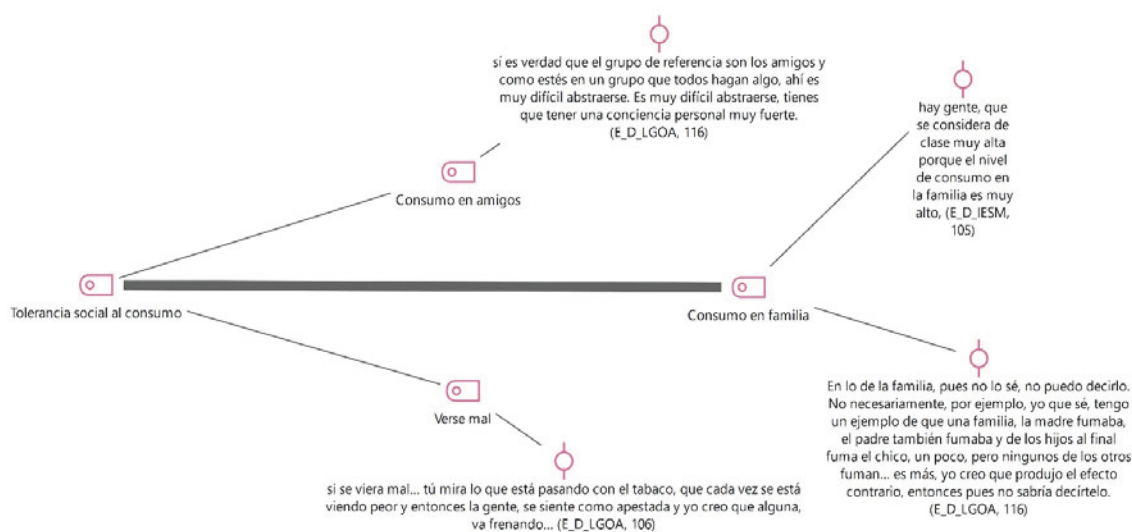 sí es verdad que el grupo de referencia son los amigos y
como estés en un grupo que todos hagan algo, ahí es
muy difícil abstraerse. Es muy difícil abstraerse, tienes
que tener una conciencia personal muy fuerte.
(E_D_LGOA, 116)
hay gente, que
se considera de
clase muy alta
porque el nivel
de consumo en
la familia es muy
alto, (E_D_IESM,
105)
Consumo en amigos
Tolerancia social al consumo
Consumo en familia
Verse mal
En lo de la familia, pues no lo sé, no puedo decirlo.
No necesariamente, por ejemplo, yo que sé, tengo
un ejemplo de que una familia, la madre fumaba,
el padre también fumaba y de los hijos al final
fuma el chico, un poco, pero ningunos de los otros
fuman... es más, yo creo que produjo el efecto
contrario, entonces pues no sabría decírtelo.
(E_D_LGOA, 116)
si se viera mal... tú mira lo que está pasando con el tabaco, que cada vez se está
viendo peor y entonces la gente, se siente como apestada y yo creo que alguna,
va frenando... (E_D_LGOA, 106)